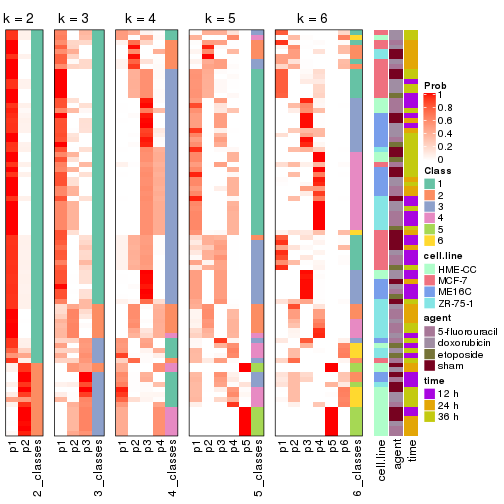 k = 2 k = 3 k = 4 k = 5 k = 6
Prob
1
0.8
0.6
0.4
0.2
0
Class
1
2
3
4
5
6
cell.line
HME-CC
MCF-7
ME16C
ZR-75-1
agent
5-fluorouracil
doxorubicin
etoposide
sham
time
12 h
24 h
36 h
p1 p2 2_classes p1 p2 p3 3_classes p1 p2 p3 p4 4_classes p1 p2 p3 p4 p5 5_classes p1 p2 p3 p4 p5 p6 6_classes cell.line agent time